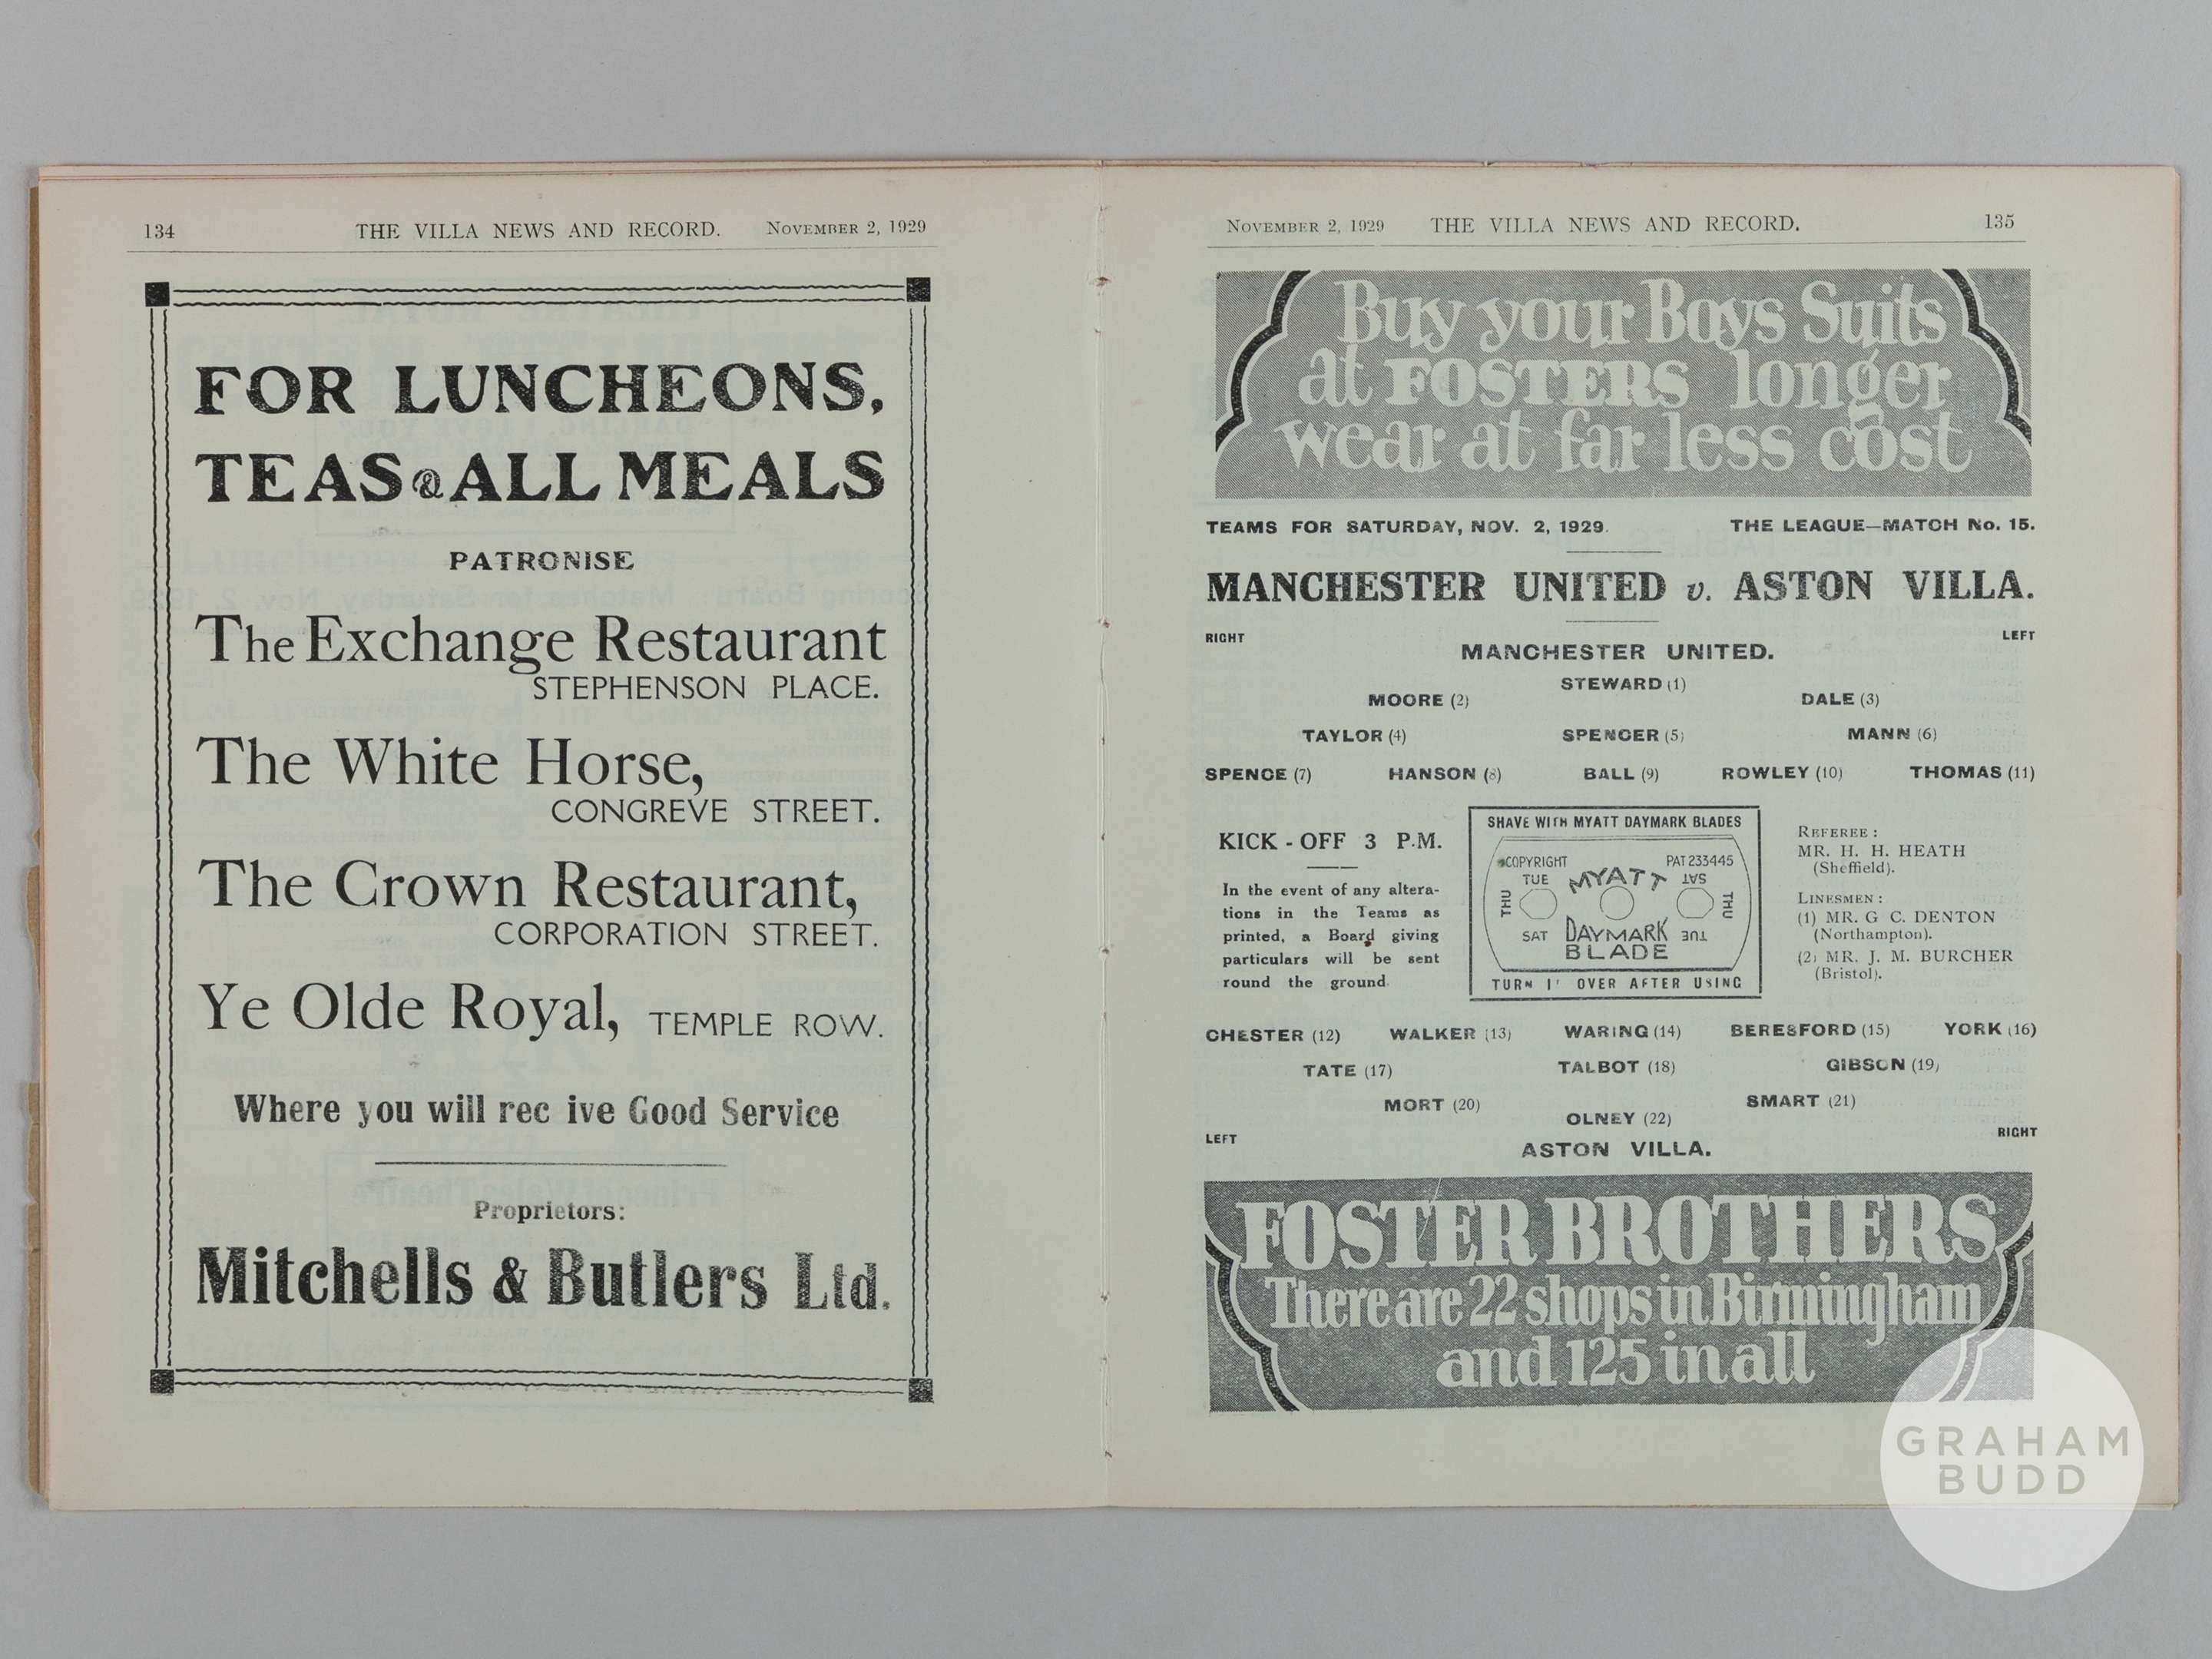 134 THE VILLA NEWS AND RECORD. NOVEMBER 2, 1929
FOR LUNCHEONS,
TEAS & ALL MEALS
PATRONISE
The Exchange Restaurant
STEPHENSON PLACE.
The White Horse,
CONGREVE STREET.
The Crown Restaurant,
CORPORATION STREET.
Ye Olde Royal, TEMPLE ROW.
Where you will rec ive Good Service
Proprietors:
Mitchells & Butlers Ltd.
NOVEMBER 2, 1929 THE VILLA NEWS AND RECORD. 135
Buy your Boys Suits
at FOSTERS longer
wear at far less cost
TEAMS FOR SATURDAY, NOV. 2, 1929. THE LEAGUE—MATCH No. 15.
MANCHESTER UNITED v. ASTON VILLA.
RIGHT LEFT
MANCHESTER UNITED.
STEWARD (1)
MOORE (2) DALE (3)
TAYLOR (4) SPENCER (5) MANN (6)
SPENCE (7) HANSON (8) BALL (9) ROWLEY (10) THOMAS (11)
KICK - OFF 3 P.M.
In the event of any altera-
tions in the Teams as
printed, a Board giving
particulars will be sent
round the ground.
SHAVE WITH MYATT DAYMARK BLADES
COPYRIGHT PAT 233445
TUE MYATT SAT
THU THU
SAT DAYMARK TUE
BLADE
TURN IT OVER AFTER USING
REFEREE :
MR. H. H. HEATH
(Sheffield).
LINESMEN :
(1) MR. G C. DENTON
(Northampton).
(2) MR. J. M. BURCHER
(Bristol).
CHESTER (12) WALKER (13) WARING (14) BERESFORD (15) YORK (16)
TATE (17) TALBOT (18) GIBSON (19)
MORT (20) SMART (21)
OLNEY (22)
LEFT RIGHT
ASTON VILLA.
FOSTER BROTHERS
There are 22 shops in Birmingham
and 125 in all
GRAHAM
BUDD